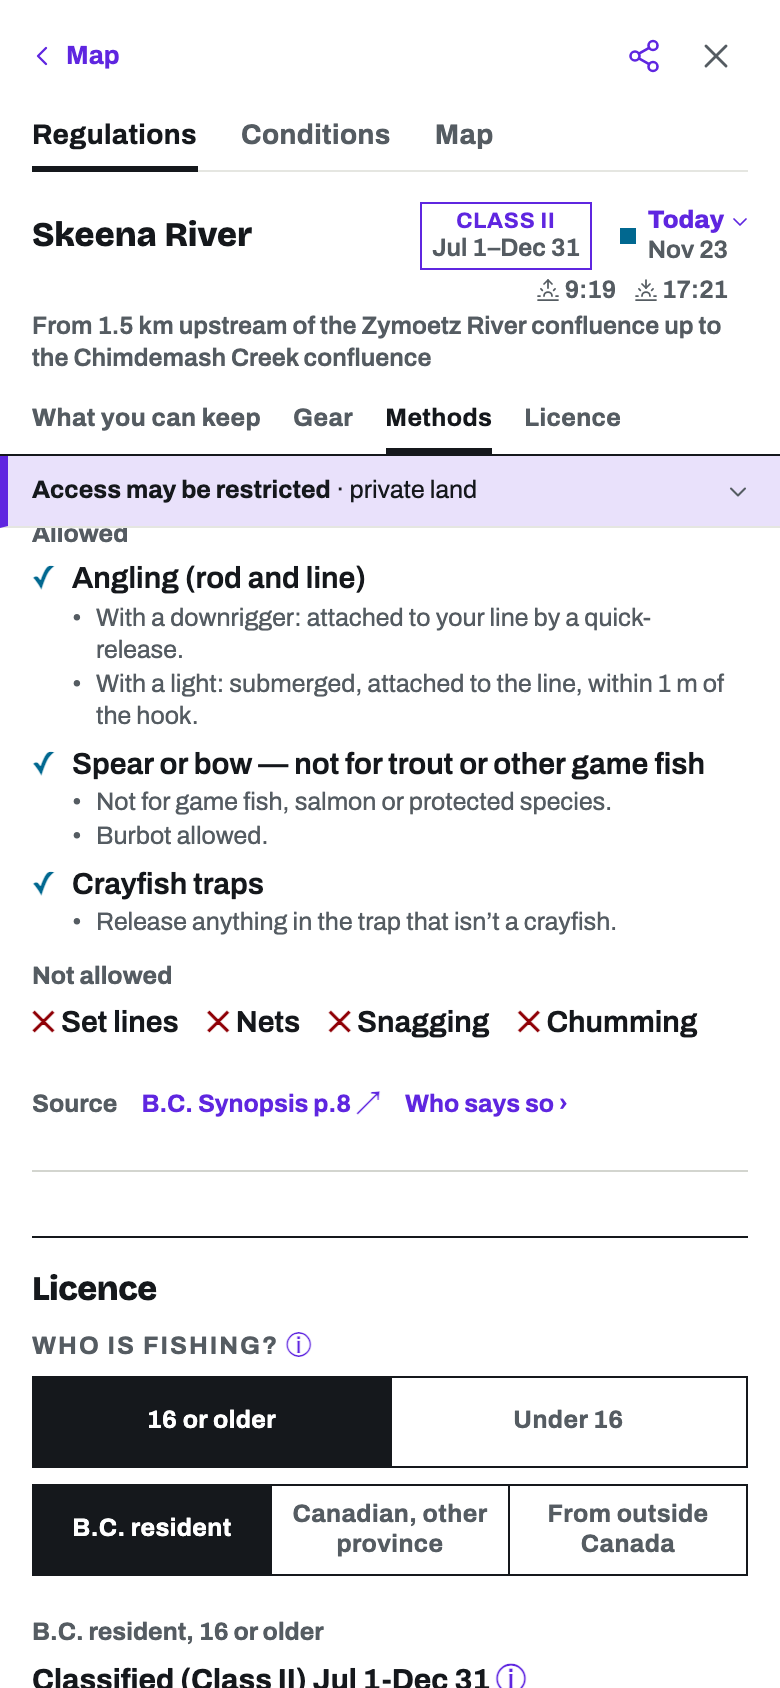 Map
Regulations Conditions Map
Skeena River
CLASS II
Jul 1–Dec 31
Today
Nov 23
9:19 17:21
From 1.5 km upstream of the Zymoetz River confluence up to
the Chimdemash Creek confluence
What you can keep Gear Methods Licence
Access may be restricted · private land
Allowed
✓ Angling (rod and line)
• With a downrigger: attached to your line by a quick-
release.
• With a light: submerged, attached to the line, within 1 m of
the hook.
✓ Spear or bow — not for trout or other game fish
• Not for game fish, salmon or protected species.
• Burbot allowed.
✓ Crayfish traps
• Release anything in the trap that isn’t a crayfish.
Not allowed
✕ Set lines ✕ Nets ✕ Snagging ✕ Chumming
Source B.C. Synopsis p.8 ↗ Who says so ›
Licence
WHO IS FISHING? ⓘ
16 or older Under 16
B.C. resident
Canadian, other
province
From outside
Canada
B.C. resident, 16 or older
Classified (Class II) Jul 1-Dec 31 ⓘ